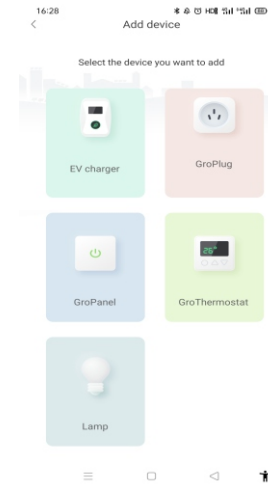 16:28
Add device
Select the device you want to add
EV charger
GroPlug
GroPanel
GroThermostat
Lamp